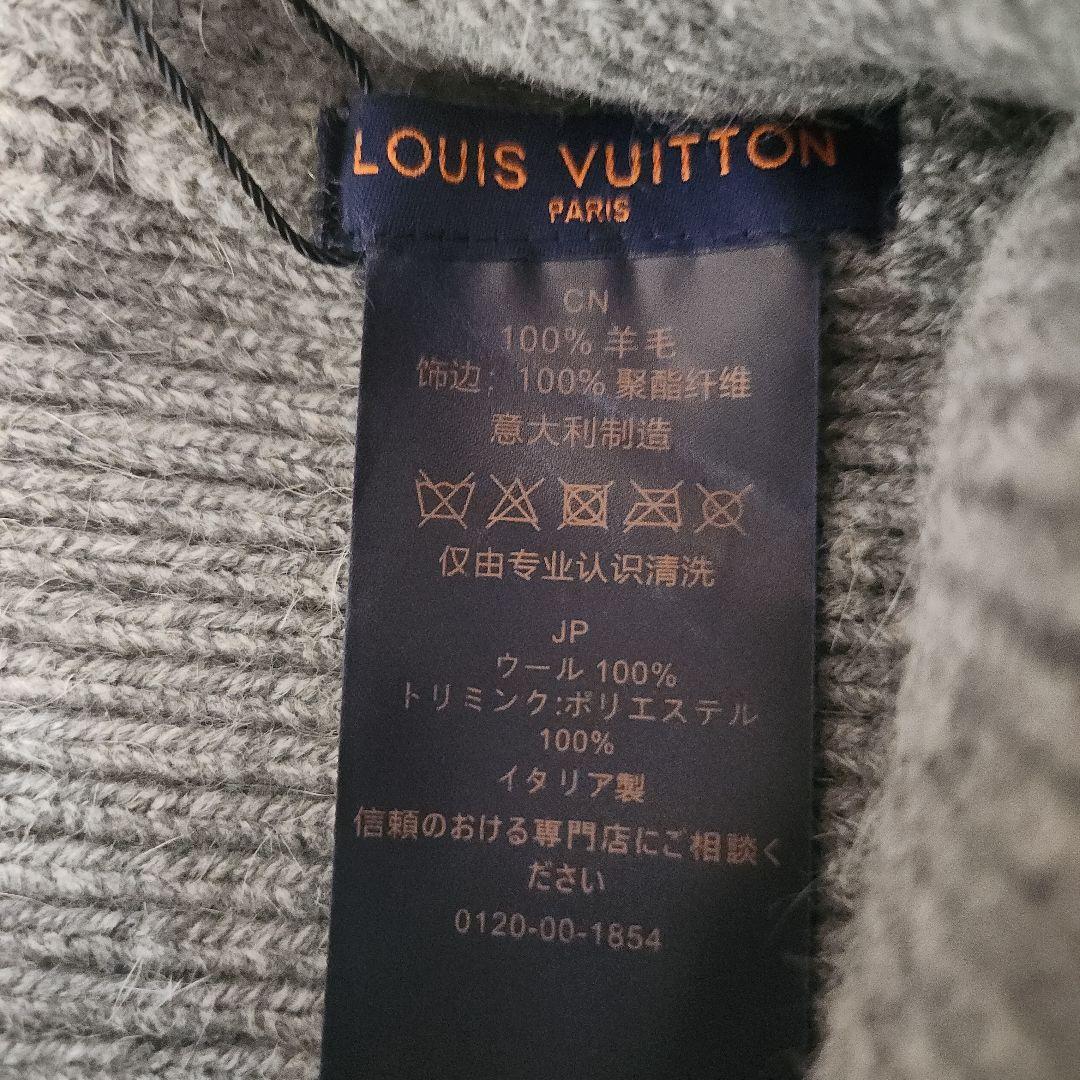 LOUIS VUITTON
PARIS
CN
100% 羊毛
饰边：100% 聚酯纤维
意大利制造
仅由专业认识清洗
JP
ウール 100%
トリミンク:ポリエステル
100%
イタリア製
信頼のおける専門店にご相談く
ださい
0120-00-1854